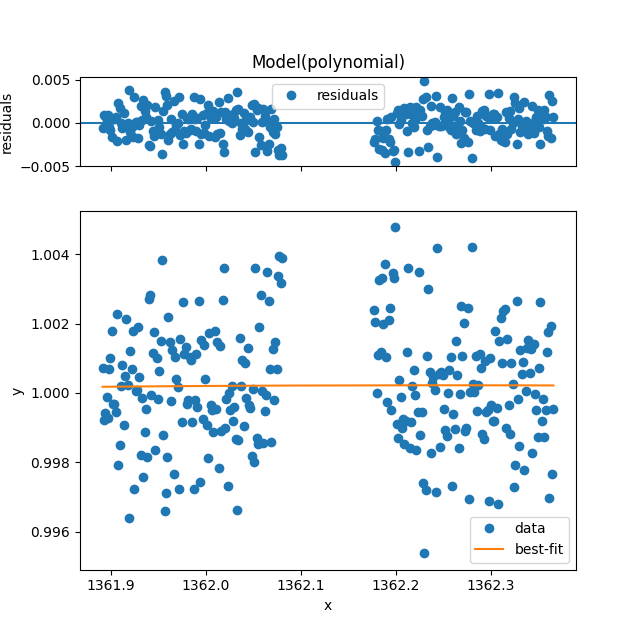 Model(polynomial)
0.005
0.000
−0.005
residuals
residuals
1.004
1.002
1.000
0.998
0.996
y
data
best-fit
1361.9
1362.0
1362.1
1362.2
1362.3
x